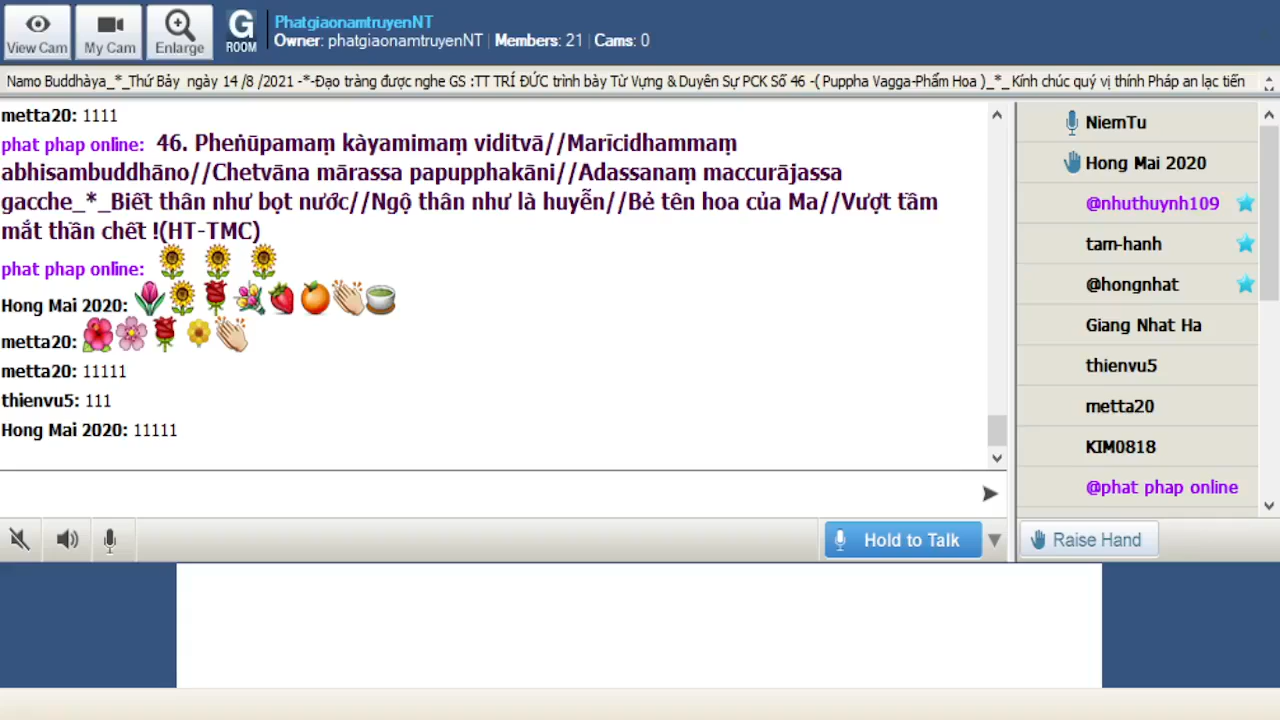 View Cam
My Cam
Enlarge
G
ROOM
PhatgiaonamtruyenNT
Owner: phatgiaonamtruyenNT | Members: 21 | Cams: 0
Namo Buddhàya_*_Thứ Bảy ngày 14 /8 /2021 -*-Đạo tràng được nghe GS :TT TRÍ ĐỨC trình bày Từ Vựng & Duyên Sự PCK Số 46 -( Puppha Vagga-Phẩm Hoa )_*_Kính chúc quý vị thính Pháp an lạc tiến
metta20: 1111
phat phap online: 46. Pheṅūpamaṃ kàyamimaṃ viditvā//Marīcidhammaṃ
abhisambuddhāno//Chetvāna mārassa papupphakāni//Adassanaṃ maccurājassa
gacche_*_Biết thân như bọt nước//Ngộ thân như là huyễn//Bẻ tên hoa của Ma//Vượt tầm
mắt thần chết !(HT-TMC)
phat phap online:
Hong Mai 2020:
metta20:
metta20: 11111
thienvu5: 111
Hong Mai 2020: 11111
NiemTu
Hong Mai 2020
@nhuthuynh109
tam-hanh
@hongnhat
Giang Nhat Ha
thienvu5
metta20
KIM0818
@phat phap online
Hold to Talk
Raise Hand